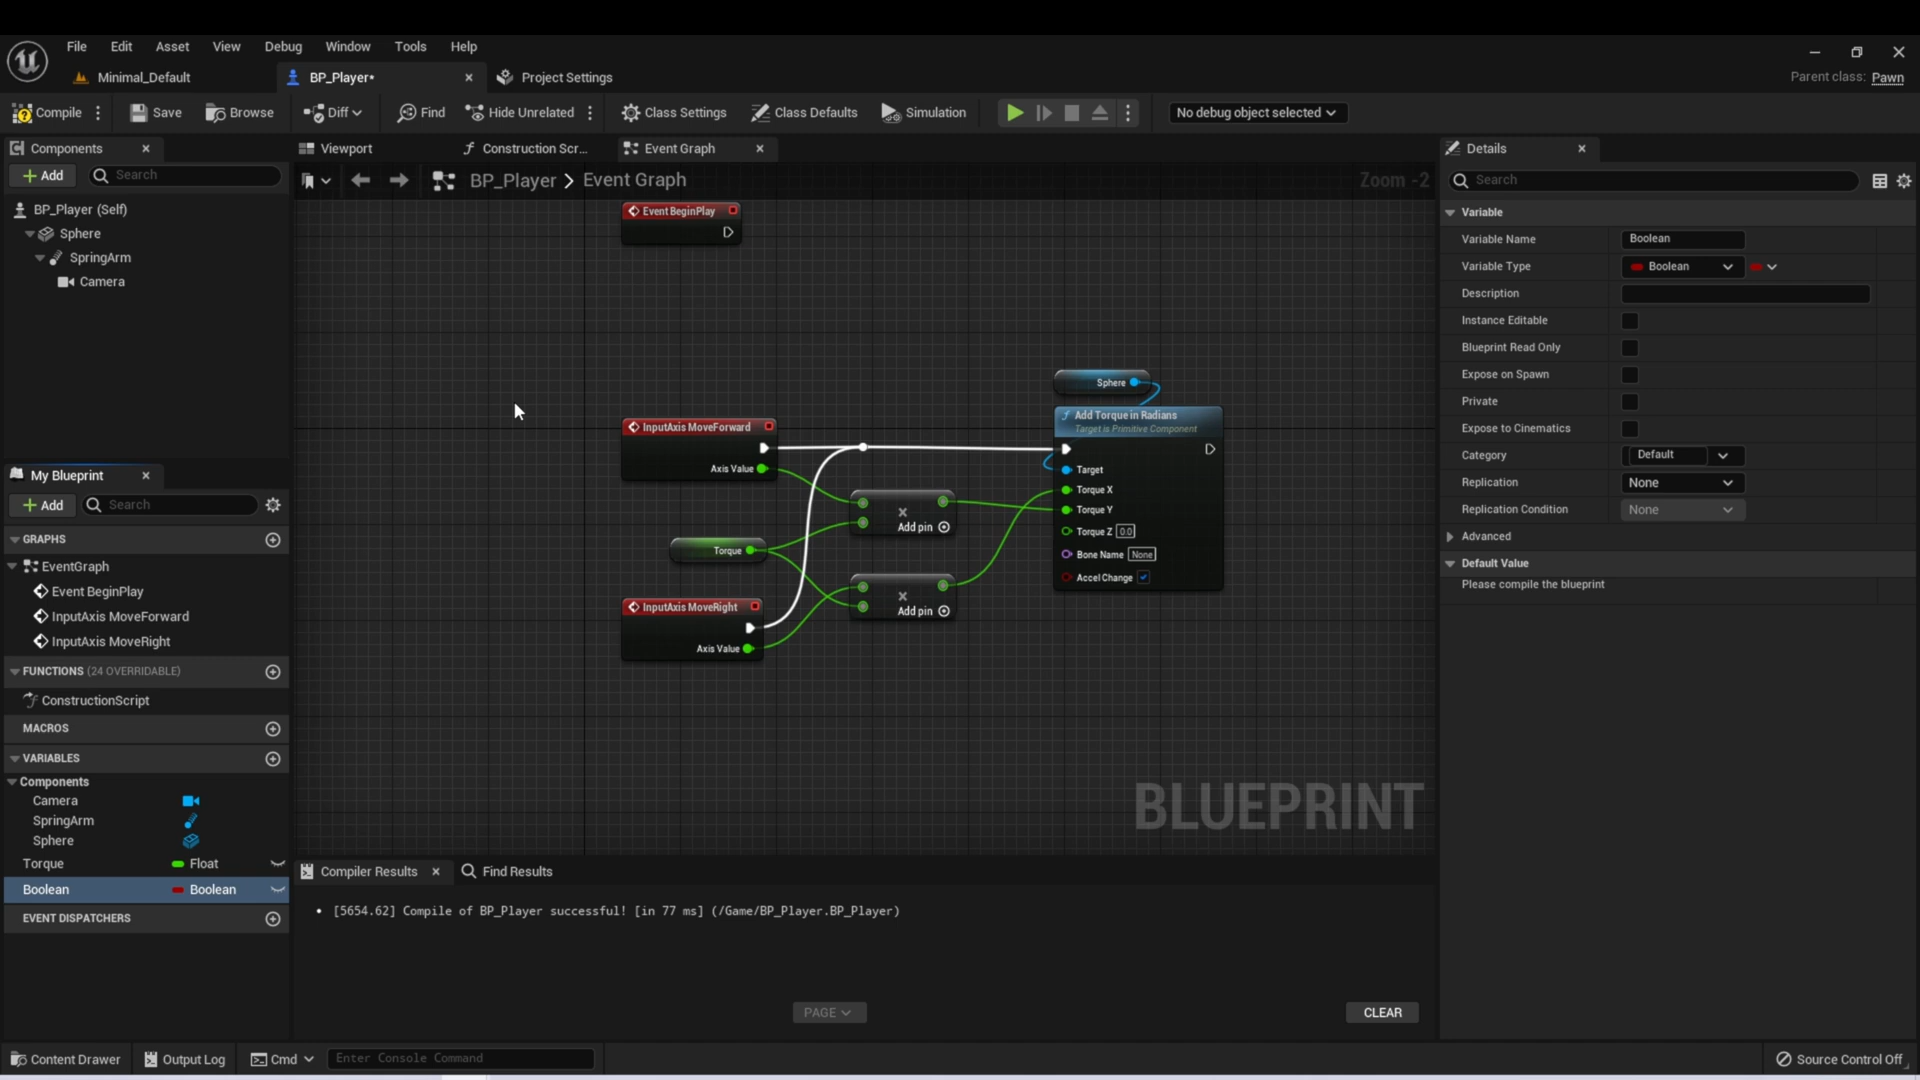 File Edit Asset View Debug Window Tools Help
Minimal_Default BP_Player* Project Settings
Parent class: Pawn
Compile Save Browse Diff Find Hide Unrelated Class Settings Class Defaults Simulation No debug object selected
Components
Add Search
BP_Player (Self)
Sphere
SpringArm
Camera
My Blueprint
Add Search
GRAPHS
EventGraph
Event BeginPlay
InputAxis MoveForward
InputAxis MoveRight
FUNCTIONS (24 OVERRIDABLE)
ConstructionScript
MACROS
VARIABLES
Components
Camera
SpringArm
Sphere
Torque Float
Boolean Boolean
EVENT DISPATCHERS
Viewport Construction Scr... Event Graph
BP_Player > Event Graph Zoom -2
Event BeginPlay
Sphere
InputAxis MoveForward
Axis Value
Add Torque in Radians
Target is Primitive Component
Target
Torque X
Torque Y
Torque Z 0.0
Bone Name None
Accel Change
Add pin
Torque
Add pin
InputAxis MoveRight
Axis Value
BLUEPRINT
Compiler Results Find Results
• [5654.62] Compile of BP_Player successful! [in 77 ms] (/Game/BP_Player.BP_Player)
PAGE CLEAR
Details
Search
Variable
Variable Name Boolean
Variable Type Boolean
Description
Instance Editable
Blueprint Read Only
Expose on Spawn
Private
Expose to Cinematics
Category Default
Replication None
Replication Condition None
Advanced
Default Value
Please compile the blueprint
Content Drawer Output Log Cmd Enter Console Command Source Control Off